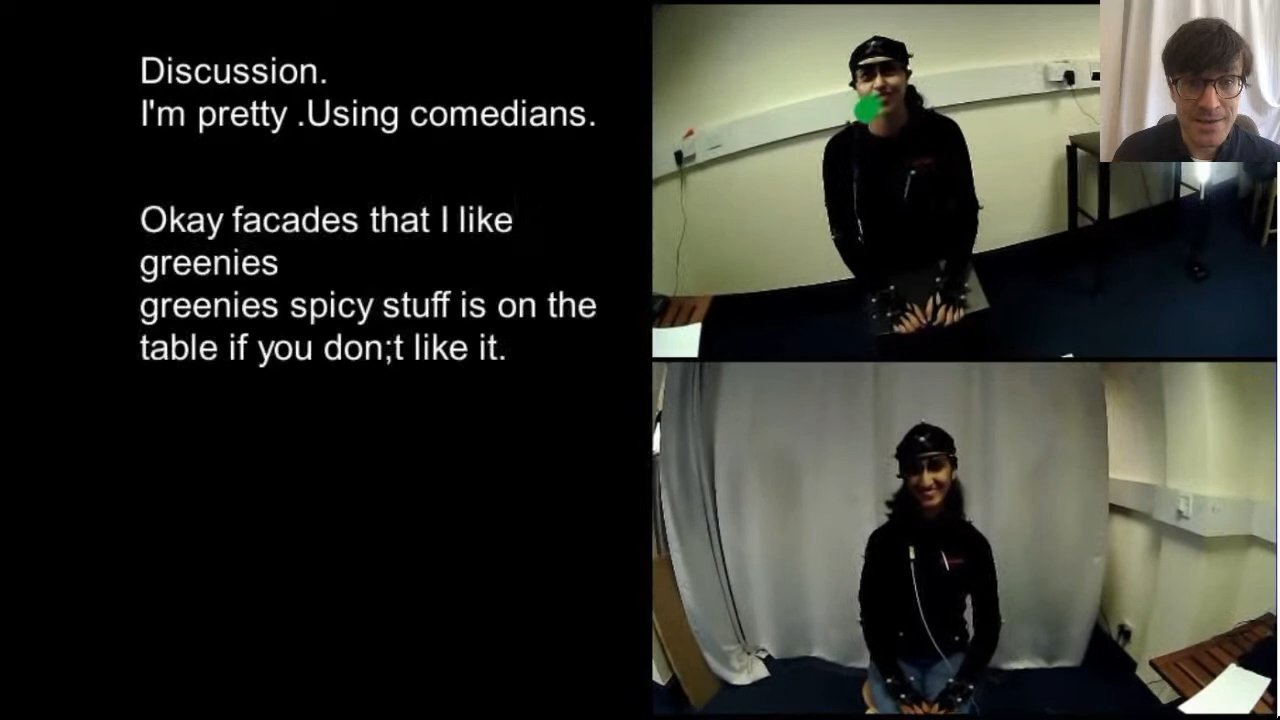 Discussion.
I'm pretty .Using comedians.
Okay facades that I like
greenies
greenies spicy stuff is on the
table if you don;t like it.